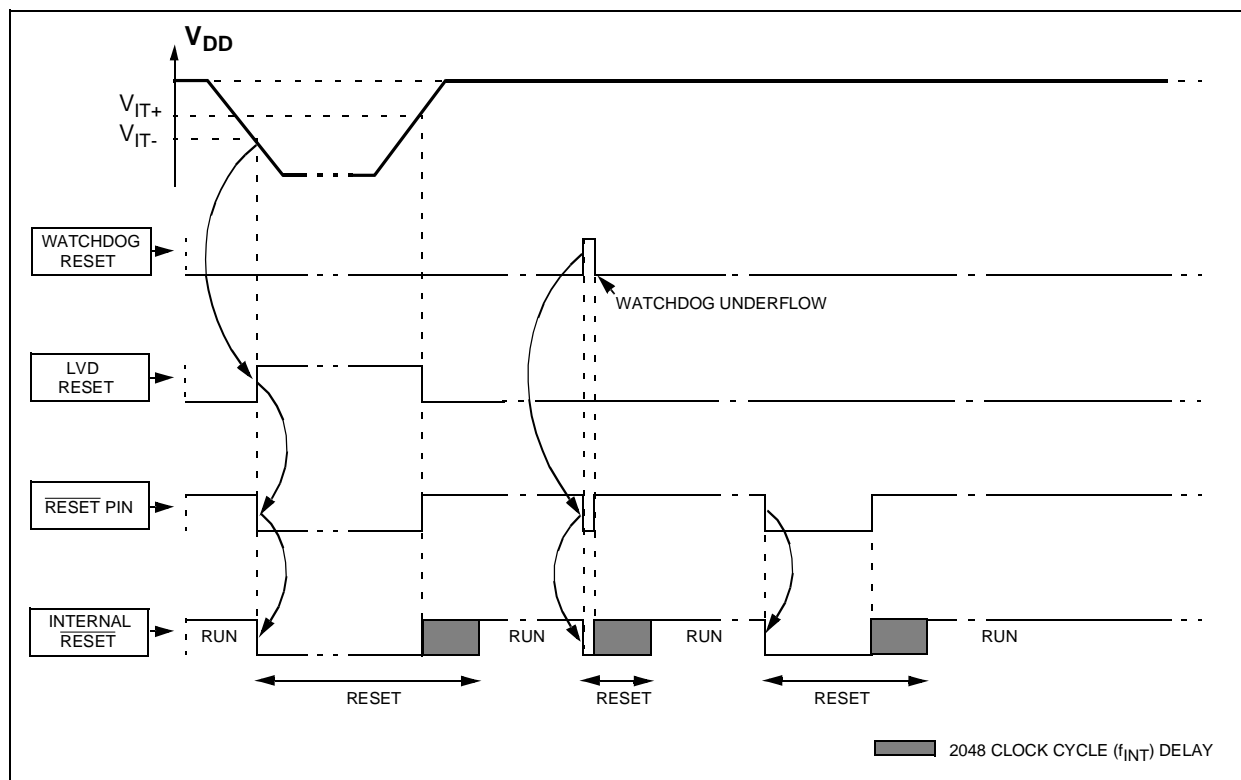 VDD
VIT+
VIT-
WATCHDOG
RESET
WATCHDOG UNDERFLOW
LVD
RESET
RESET PIN
INTERNAL
RESET
RUN
RUN
RUN
RUN
RESET
RESET
RESET
2048 CLOCK CYCLE (fINT) DELAY